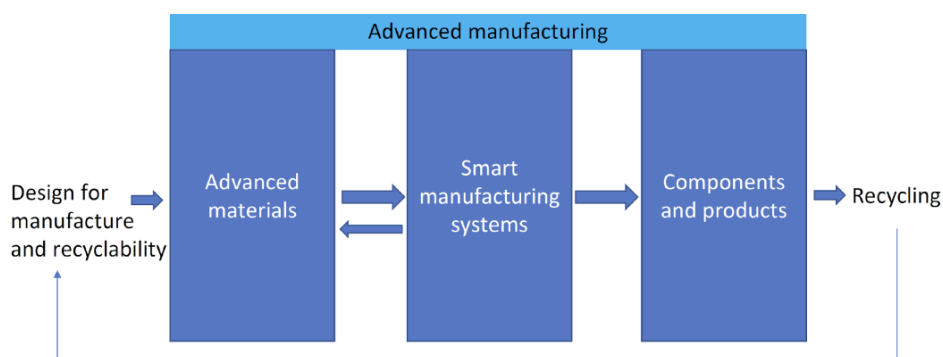 Advanced manufacturing
Design for
manufacture
and recyclability
Advanced
materials
Smart
manufacturing
systems
Components
and products
Recycling